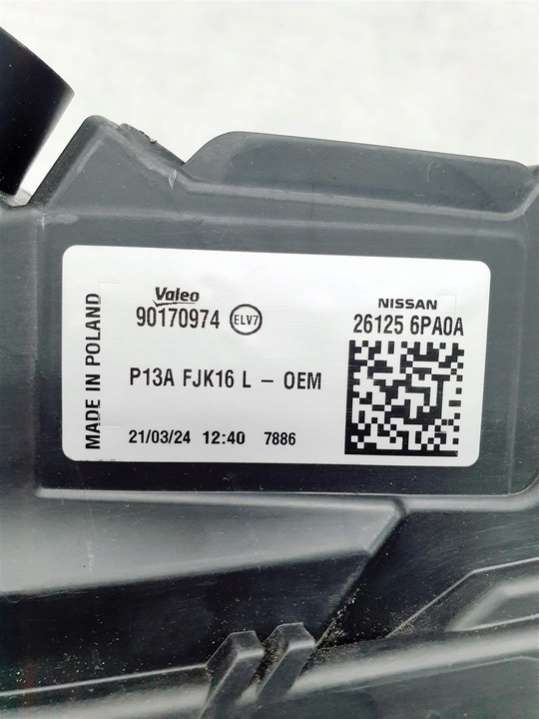 MADE IN POLAND
Valeo
90170974 ELV7
NISSAN
26125 6PA0A
P13A FJK16 L - OEM
21/03/24 12:40 7886